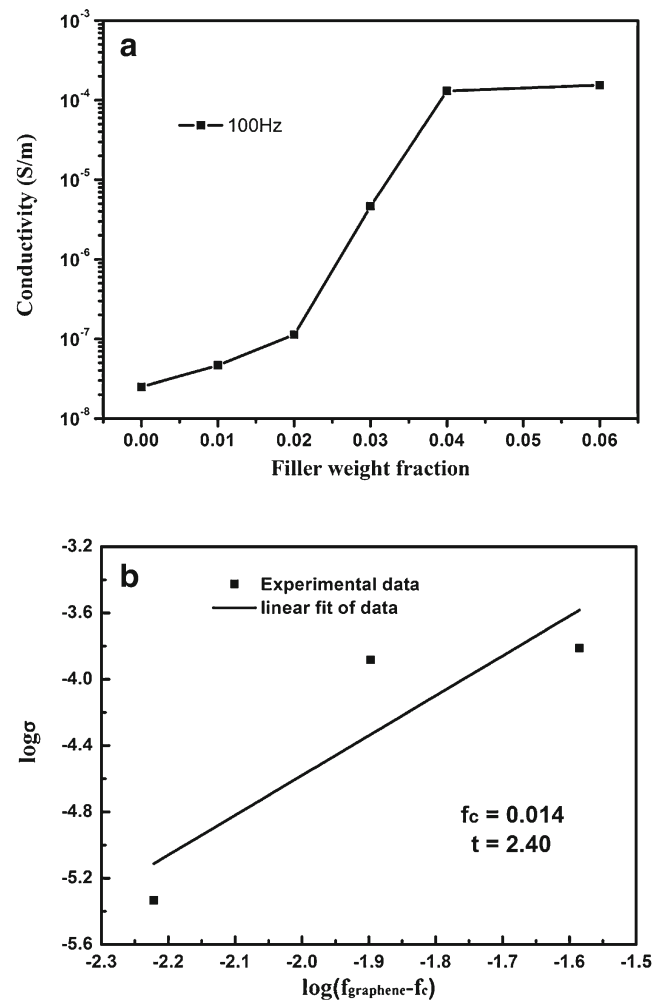 a
10⁻³
10⁻⁴
10⁻⁵
10⁻⁶
10⁻⁷
10⁻⁸
Conductivity (S/m)
100Hz
0.00 0.01 0.02 0.03 0.04 0.05 0.06
Filler weight fraction
b
-3.2
-3.6
-4.0
-4.4
-4.8
-5.2
-5.6
logσ
Experimental data
linear fit of data
fc = 0.014
t = 2.40
-2.3 -2.2 -2.1 -2.0 -1.9 -1.8 -1.7 -1.6 -1.5
log(fgraphene-fc)